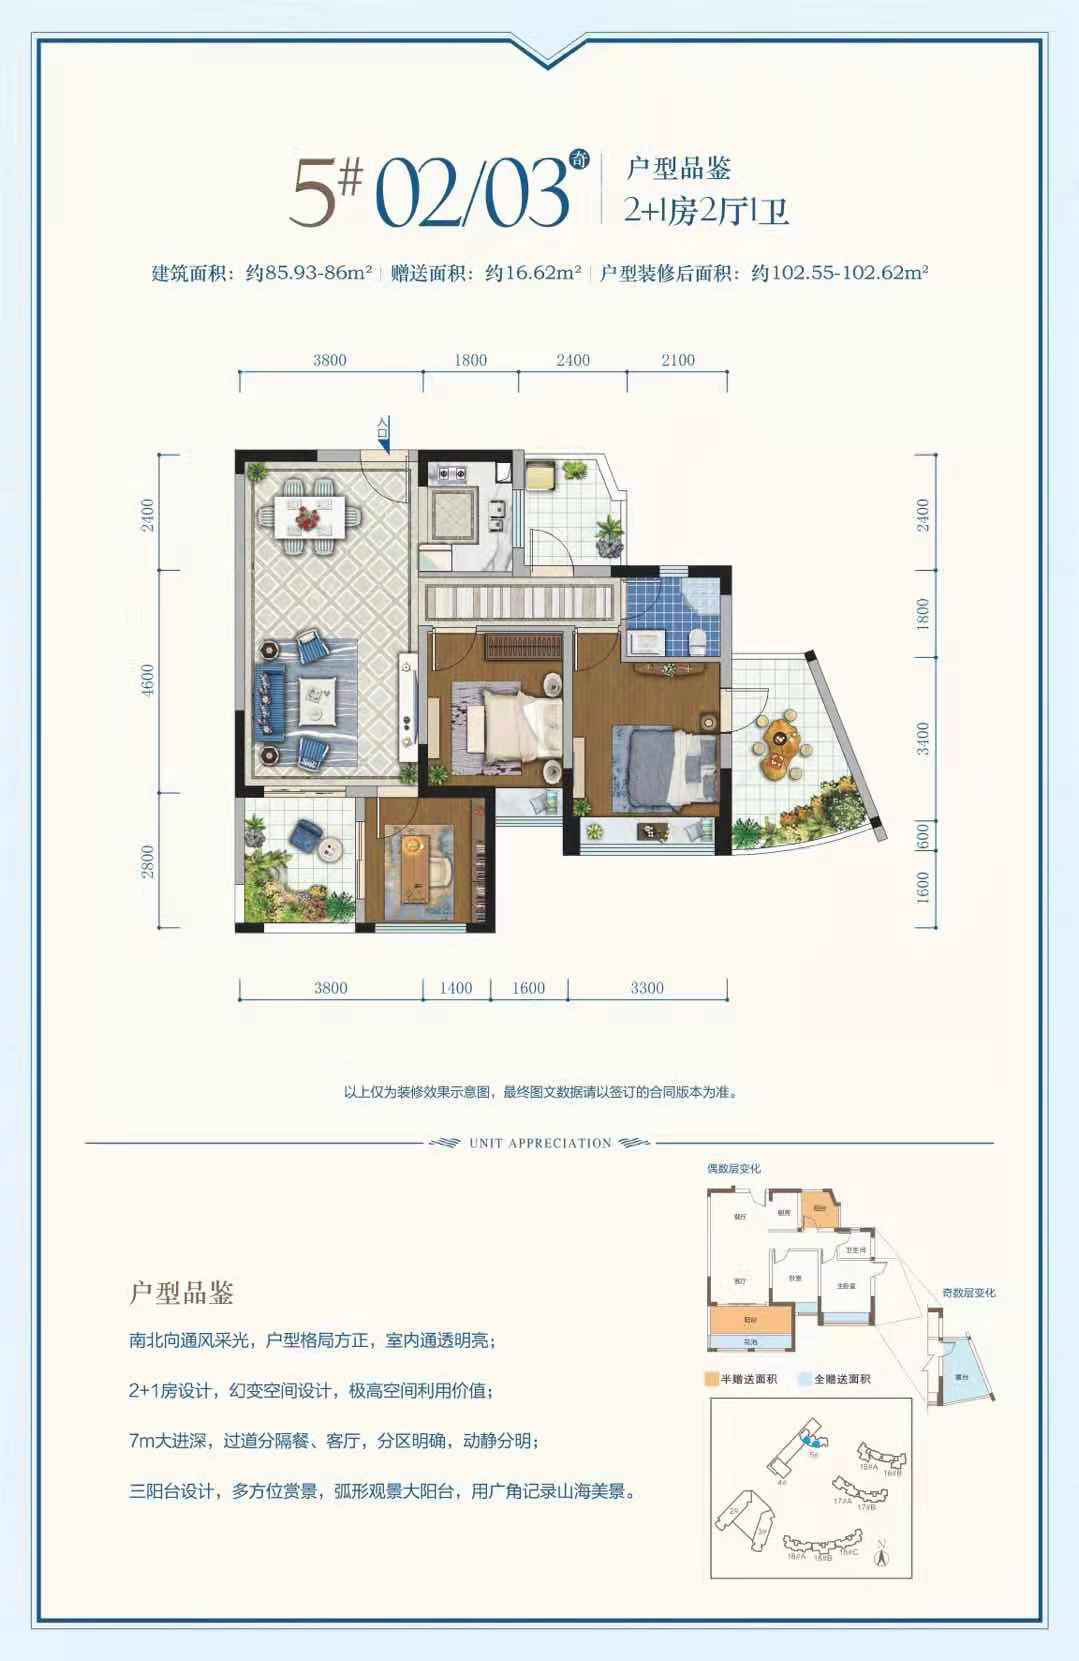 5# 02/03 奇
户型品鉴
2+1房2厅1卫
建筑面积：约85.93-86m² | 赠送面积：约16.62m² | 户型装修后面积：约102.55-102.62m²
3800 1800 2400 2100
入口
2400 4600 2800
2400 1800 3400 600 1600
3800 1400 1600 3300
以上仅为装修效果示意图，最终图文数据请以签订的合同版本为准。
UNIT APPRECIATION
偶数层变化
餐厅 厨房 阳台
卫生间
客厅 卧室 主卧室
阳台
花池
奇数层变化
露台
半赠送面积 全赠送面积
户型品鉴
南北向通风采光，户型格局方正，室内通透明亮；
2+1房设计，幻变空间设计，极高空间利用价值；
7m大进深，过道分隔餐、客厅，分区明确，动静分明；
三阳台设计，多方位赏景，弧形观景大阳台，用广角记录山海美景。
5#
4#
15#A 16#B
17#A 17#B
2# 3#
18#A 18#B 18#C
N